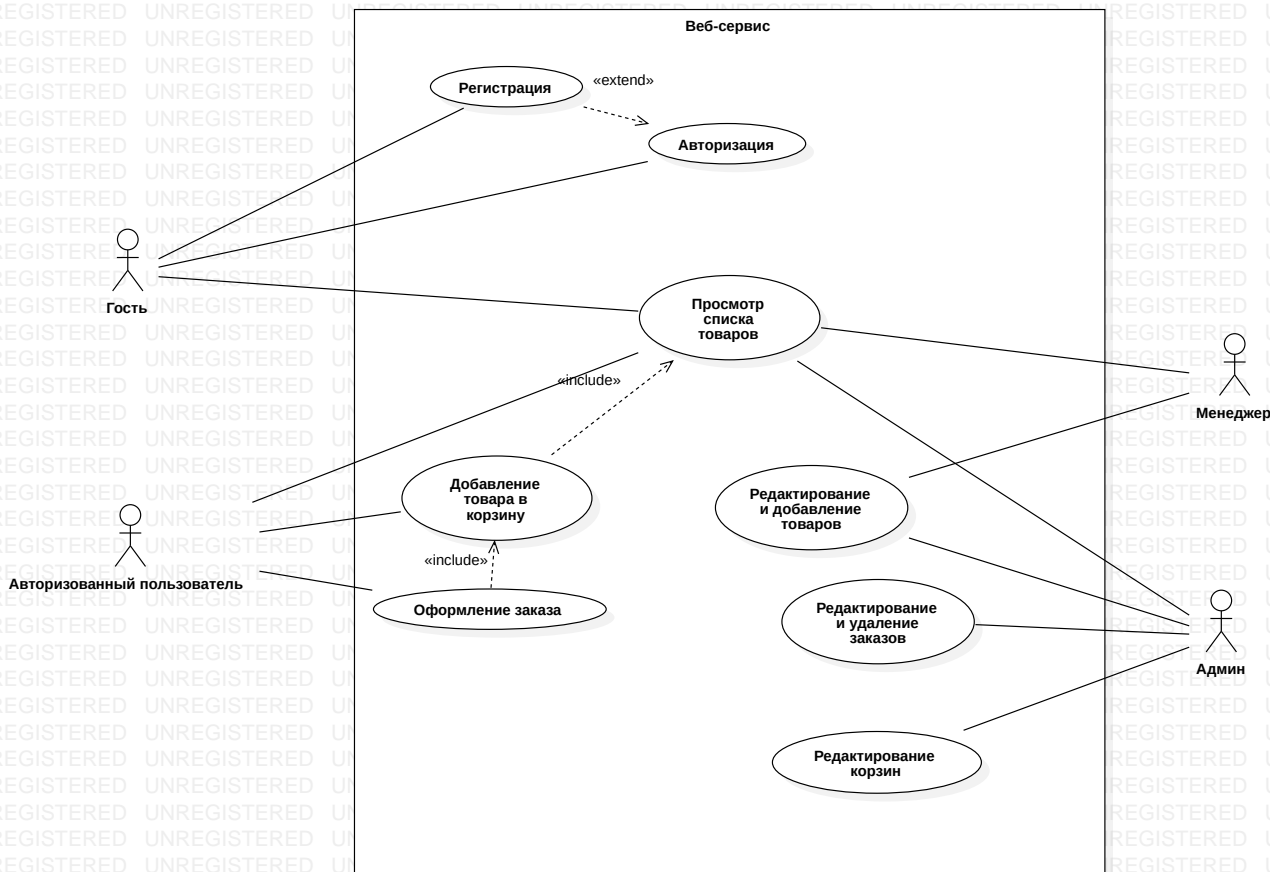 Веб-сервис
«extend»
Регистрация
Авторизация
Гость
Просмотр
списка
товаров
«include»
Менеджер
Добавление
товара в
корзину
Редактирование
и добавление
товаров
Авторизованный пользователь
«include»
Оформление заказа
Редактирование
и удаление
заказов
Админ
Редактирование
корзин
UNREGISTERED